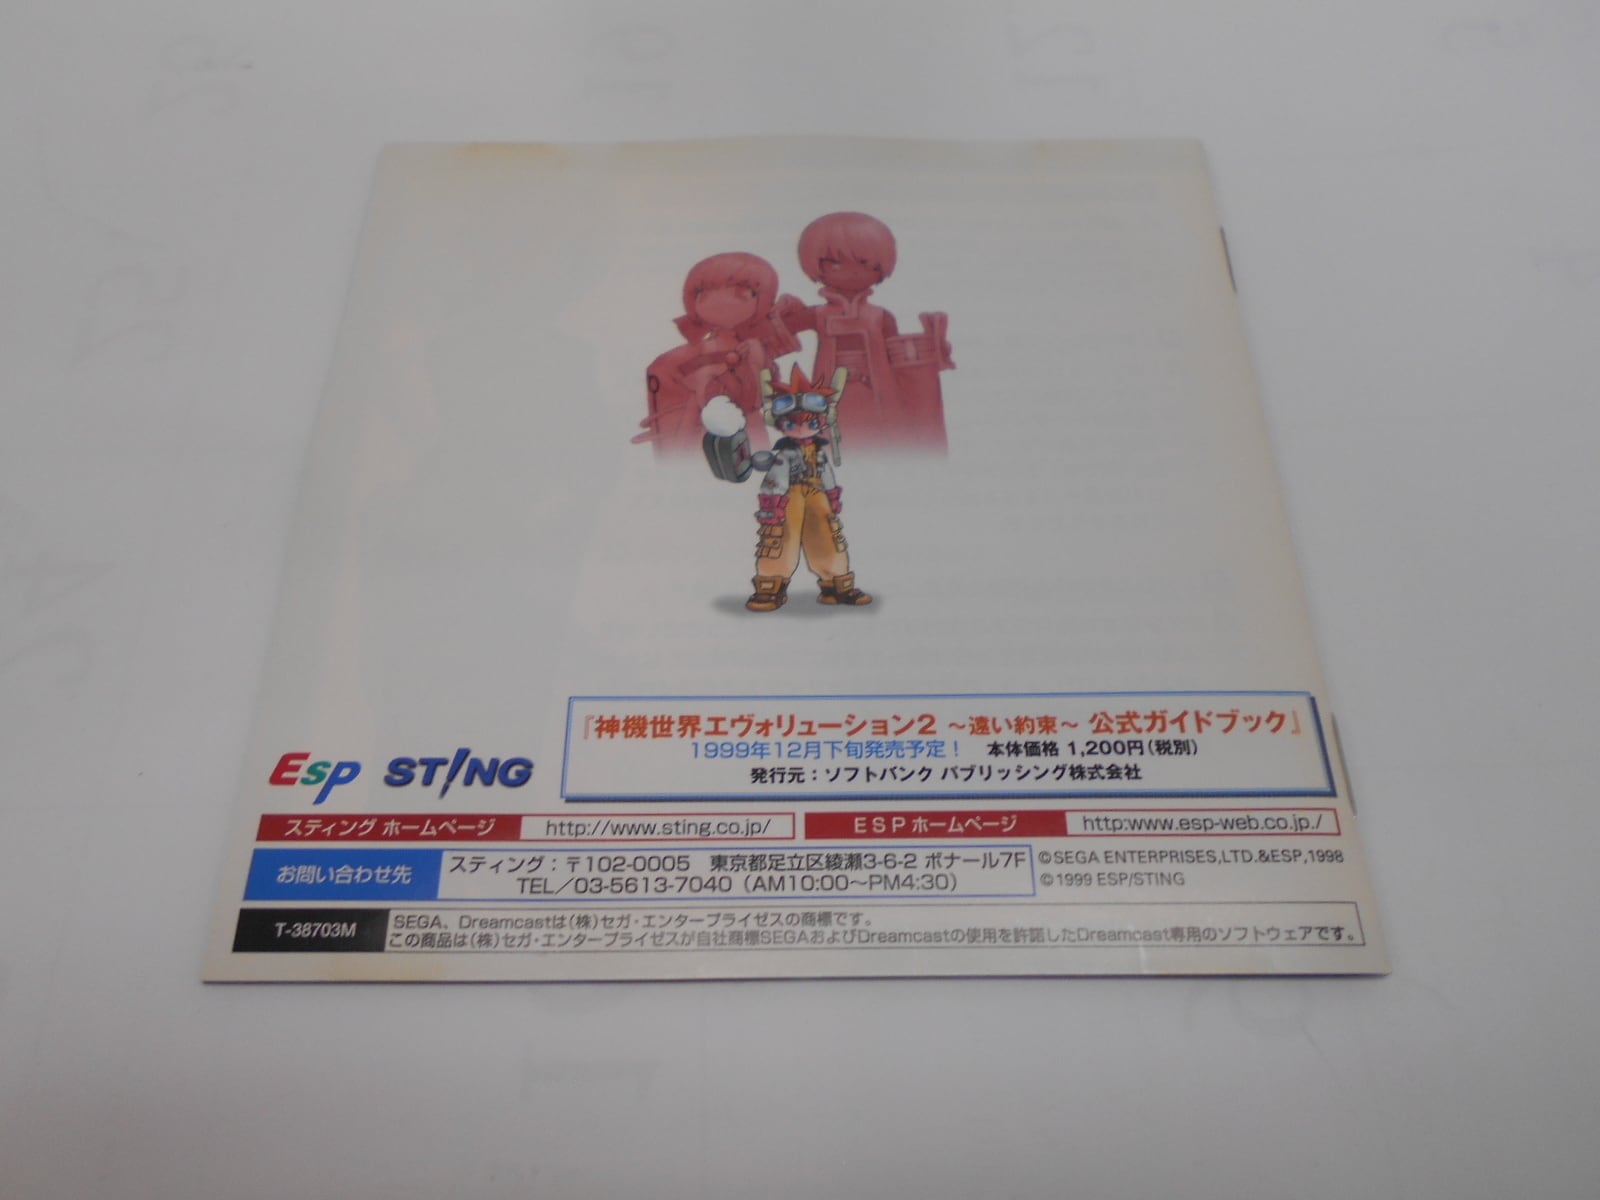 『神機世界エヴォリューション2 ～遠い約束～ 公式ガイドブック』
1999年12月下旬発売予定！ 本体価格 1,200円(税別)
発行元：ソフトバンク パブリッシング株式会社
Esp STING
スティング ホームページ http://www.sting.co.jp/ ESPホームページ http:www.esp-web.co.jp./
お問い合わせ先 スティング：〒102-0005 東京都足立区綾瀬3-6-2 ボナール7F
TEL／03-5613-7040（AM10:00～PM4:30）
©SEGA ENTERPRISES,LTD.&ESP,1998
©1999 ESP/STING
T-38703M
SEGA、Dreamcastは(株)セガ・エンタープライゼスの商標です。
この商品は(株)セガ・エンタープライゼスが自社商標SEGAおよびDreamcastの使用を許諾したDreamcast専用のソフトウェアです。